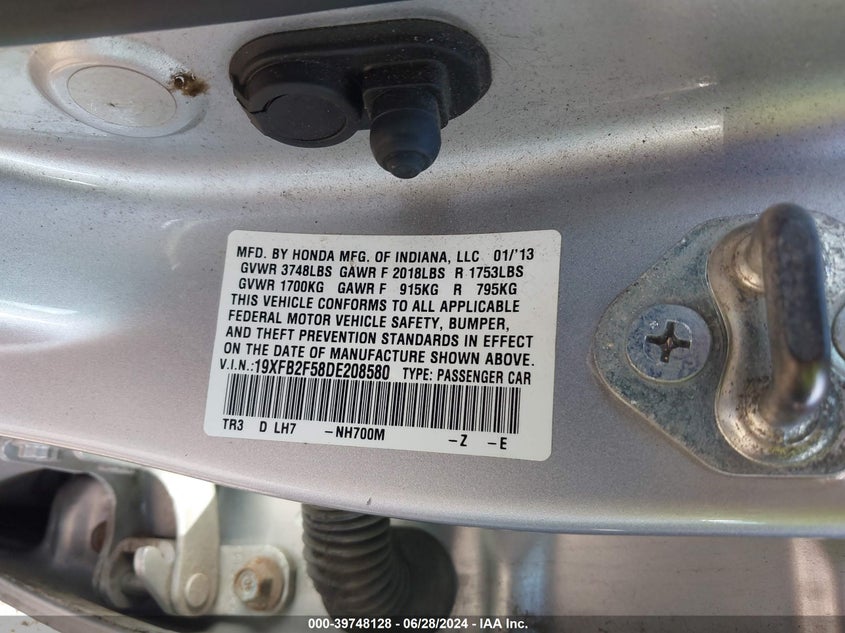 MFD. BY HONDA MFG. OF INDIANA, LLC 01/'13
GVWR 3748LBS GAWR F 2018LBS R 1753LBS
GVWR 1700KG GAWR F 915KG R 795KG
THIS VEHICLE CONFORMS TO ALL APPLICABLE
FEDERAL MOTOR VEHICLE SAFETY, BUMPER,
AND THEFT PREVENTION STANDARDS IN EFFECT
ON THE DATE OF MANUFACTURE SHOWN ABOVE.
V.I.N.:19XFB2F58DE208580 TYPE: PASSENGER CAR
TR3 D LH7 -NH700M -Z -E
000-39748128 - 06/28/2024 - IAA Inc.